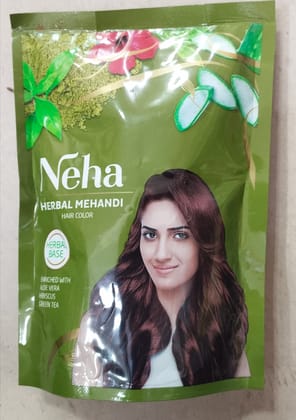 Neha
HERBAL MEHANDI
HAIR COLOR
HERBAL
BASE
ENRICHED WITH
ALOE VERA
HIBISCUS
GREEN TEA